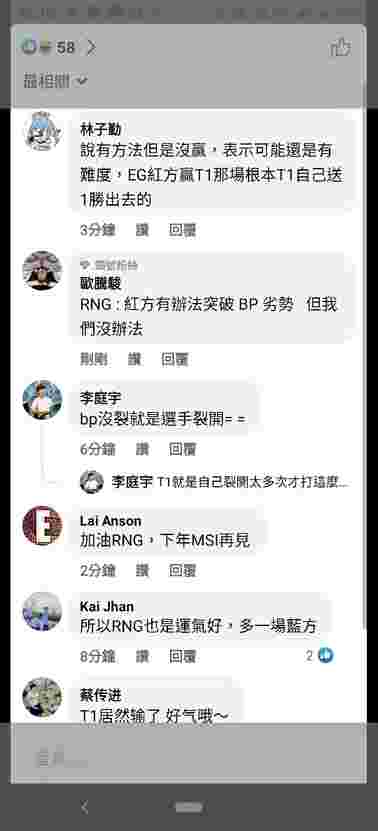 58
最相關
林子勤
說有方法但是沒贏，表示可能還是有
難度，EG紅方贏T1那場根本T1自己送
1勝出去的
3分鐘 讚 回覆
頭號粉絲
歐騰駿
RNG : 紅方有辦法突破 BP 劣勢 但我
們沒辦法
剛剛 讚 回覆
李庭宇
bp沒裂就是選手裂開= =
6分鐘 讚 回覆
李庭宇 T1就是自己裂開太多次才打這麼...
Lai Anson
加油RNG，下年MSI再見
2分鐘 讚 回覆
Kai Jhan
所以RNG也是運氣好，多一場藍方
8分鐘 讚 回覆 2
蔡传进
T1居然输了 好气哦～